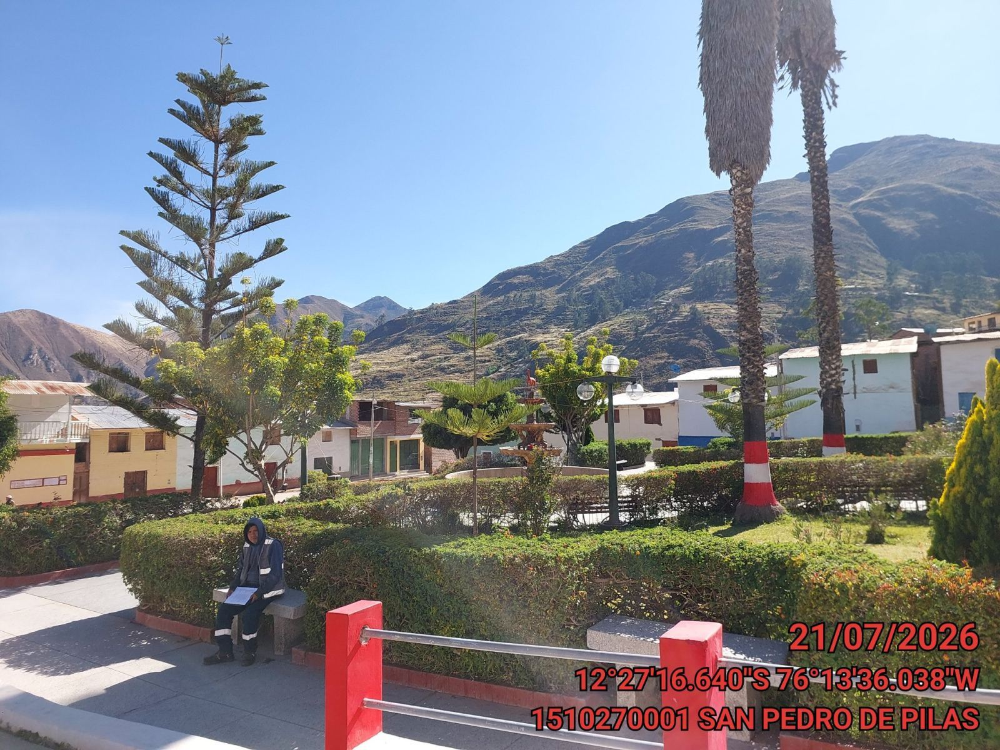 21/07/2026
12°27'16.640"S 76°13'36.038"W
1510270001 SAN PEDRO DE PILAS